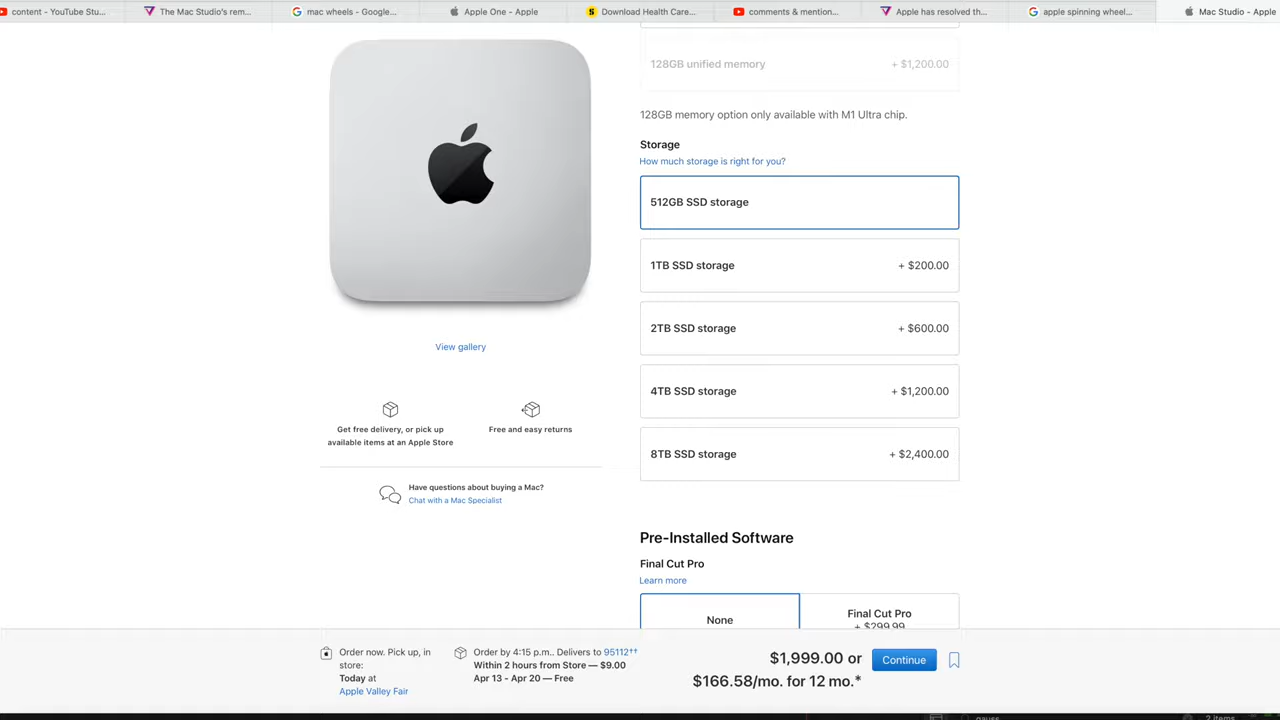 content - YouTube Stu...
The Mac Studio's rem...
mac wheels - Google...
Apple One - Apple
Download Health Care...
comments & mention...
Apple has resolved th...
apple spinning wheel...
Mac Studio - Apple
128GB unified memory + $1,200.00
128GB memory option only available with M1 Ultra chip.
Storage
How much storage is right for you?
512GB SSD storage
1TB SSD storage + $200.00
2TB SSD storage + $600.00
4TB SSD storage + $1,200.00
8TB SSD storage + $2,400.00
View gallery
Get free delivery, or pick up
available items at an Apple Store
Free and easy returns
Have questions about buying a Mac?
Chat with a Mac Specialist
Pre-Installed Software
Final Cut Pro
Learn more
None
Final Cut Pro
+ $299.99
Order now. Pick up, in
store:
Today at
Apple Valley Fair
Order by 4:15 p.m.. Delivers to 95112‡‡
Within 2 hours from Store — $9.00
Apr 13 - Apr 20 — Free
$1,999.00 or
$166.58/mo. for 12 mo.*
Continue